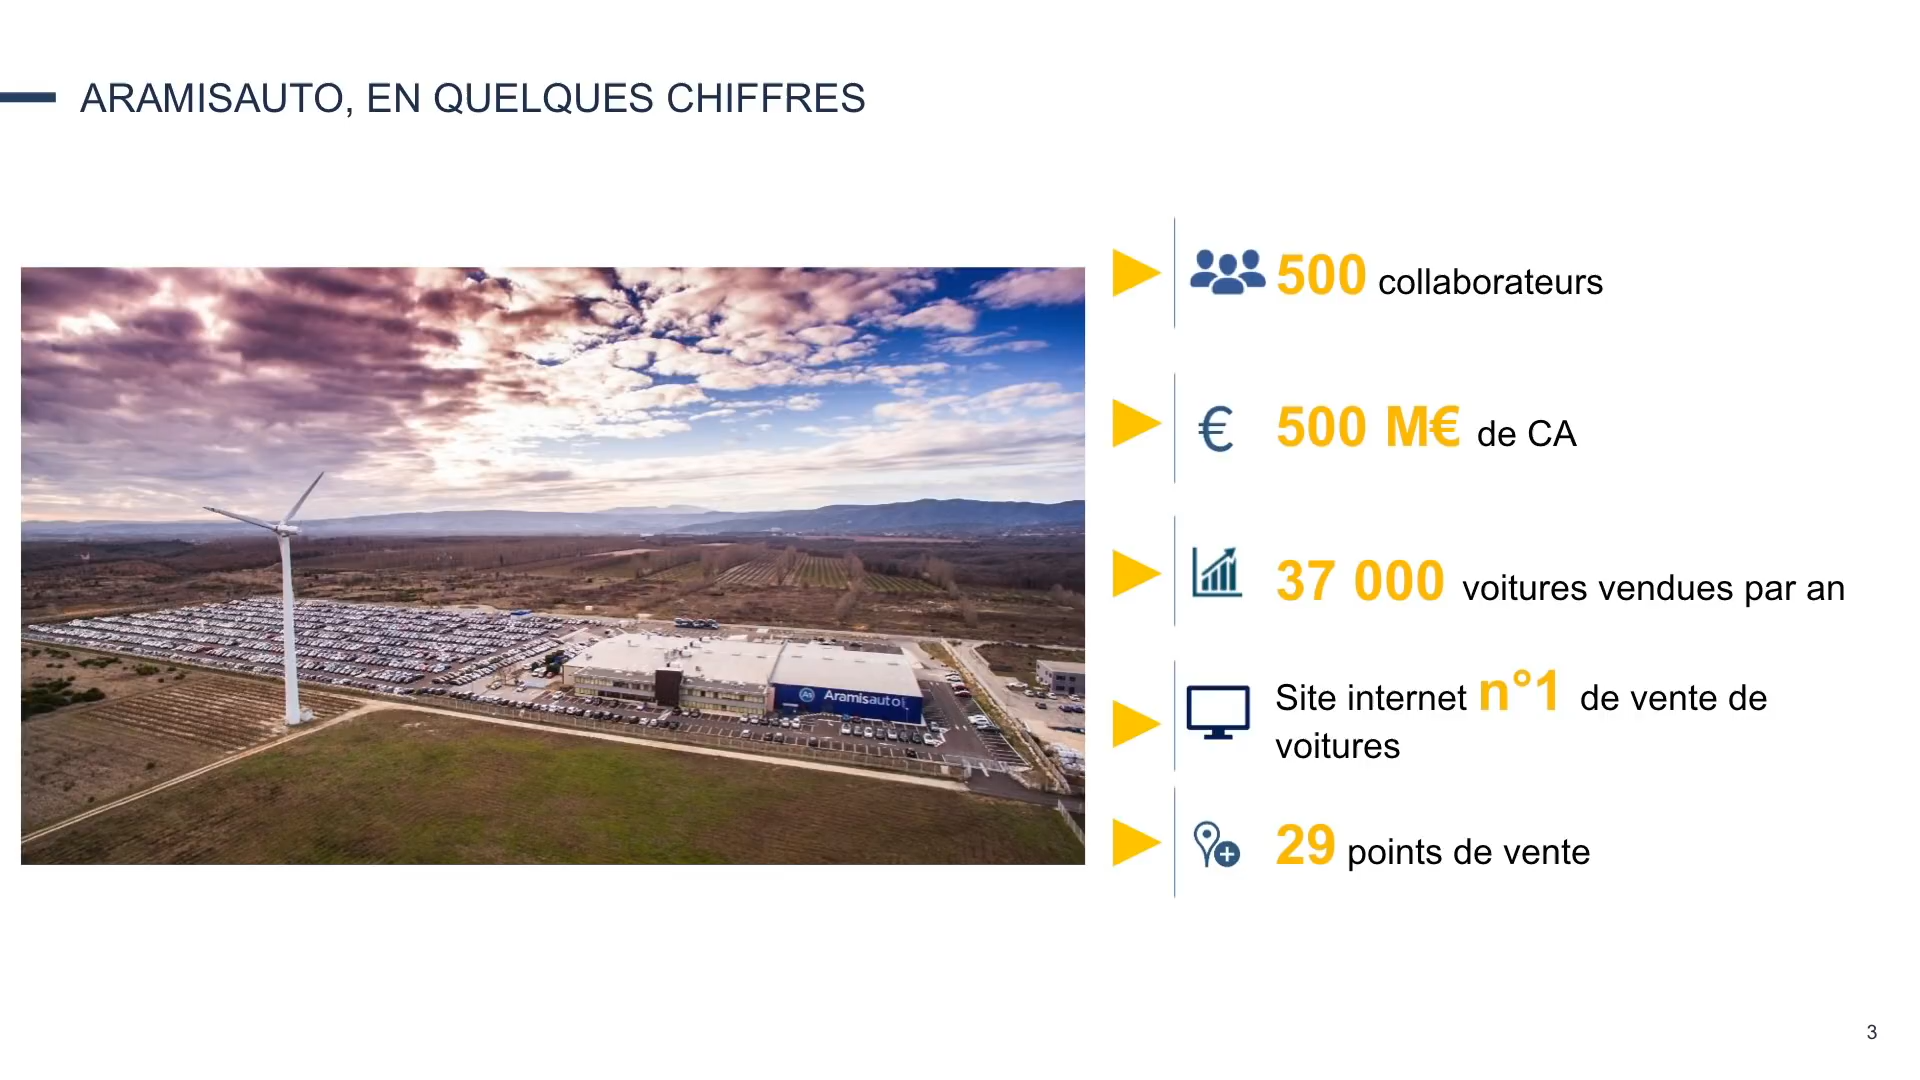 ARAMISAUTO, EN QUELQUES CHIFFRES
500 collaborateurs
€ 500 M€ de CA
37 000 voitures vendues par an
Site internet n°1 de vente de
voitures
29 points de vente
As Aramisauto
3